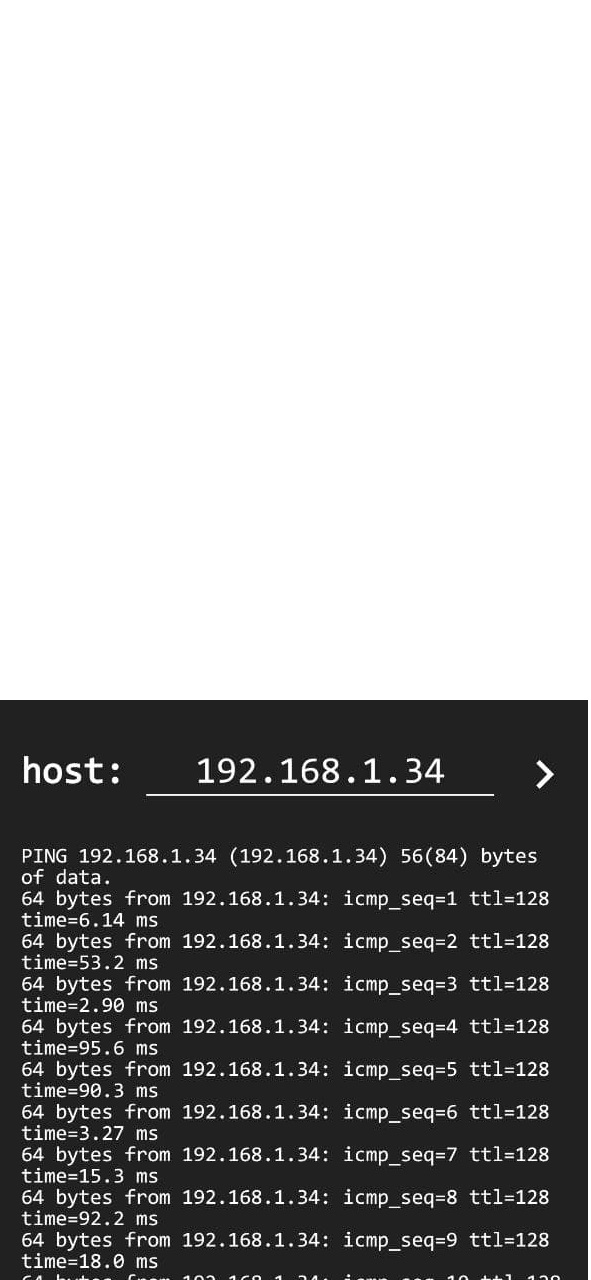 host: 192.168.1.34
PING 192.168.1.34 (192.168.1.34) 56(84) bytes
of data.
64 bytes from 192.168.1.34: icmp_seq=1 ttl=128
time=6.14 ms
64 bytes from 192.168.1.34: icmp_seq=2 ttl=128
time=53.2 ms
64 bytes from 192.168.1.34: icmp_seq=3 ttl=128
time=2.90 ms
64 bytes from 192.168.1.34: icmp_seq=4 ttl=128
time=95.6 ms
64 bytes from 192.168.1.34: icmp_seq=5 ttl=128
time=90.3 ms
64 bytes from 192.168.1.34: icmp_seq=6 ttl=128
time=3.27 ms
64 bytes from 192.168.1.34: icmp_seq=7 ttl=128
time=15.3 ms
64 bytes from 192.168.1.34: icmp_seq=8 ttl=128
time=92.2 ms
64 bytes from 192.168.1.34: icmp_seq=9 ttl=128
time=18.0 ms